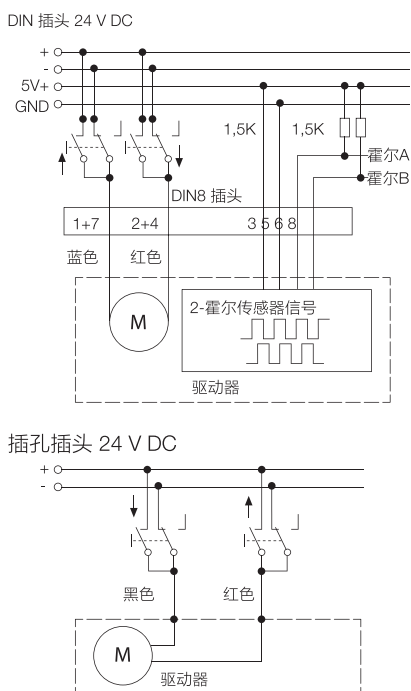 DIN 插头 24 V DC
+
-
5V+
GND
1,5K 1,5K
霍尔A
霍尔B
DIN8 插头
1+7 2+4 3 5 6 8
蓝色 红色
M
2-霍尔传感器信号
驱动器
插孔插头 24 V DC
+
-
黑色 红色
M
驱动器